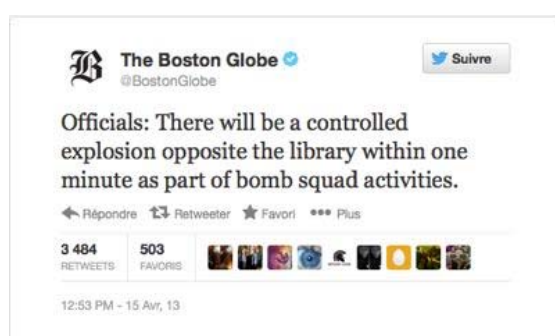 The Boston Globe
Suivre
@BostonGlobe
Officials: There will be a controlled
explosion opposite the library within one
minute as part of bomb squad activities.
Répondre Retweeter Favori Plus
3 484 503
RETWEETS FAVORIS
12:53 PM - 15 Avr, 13